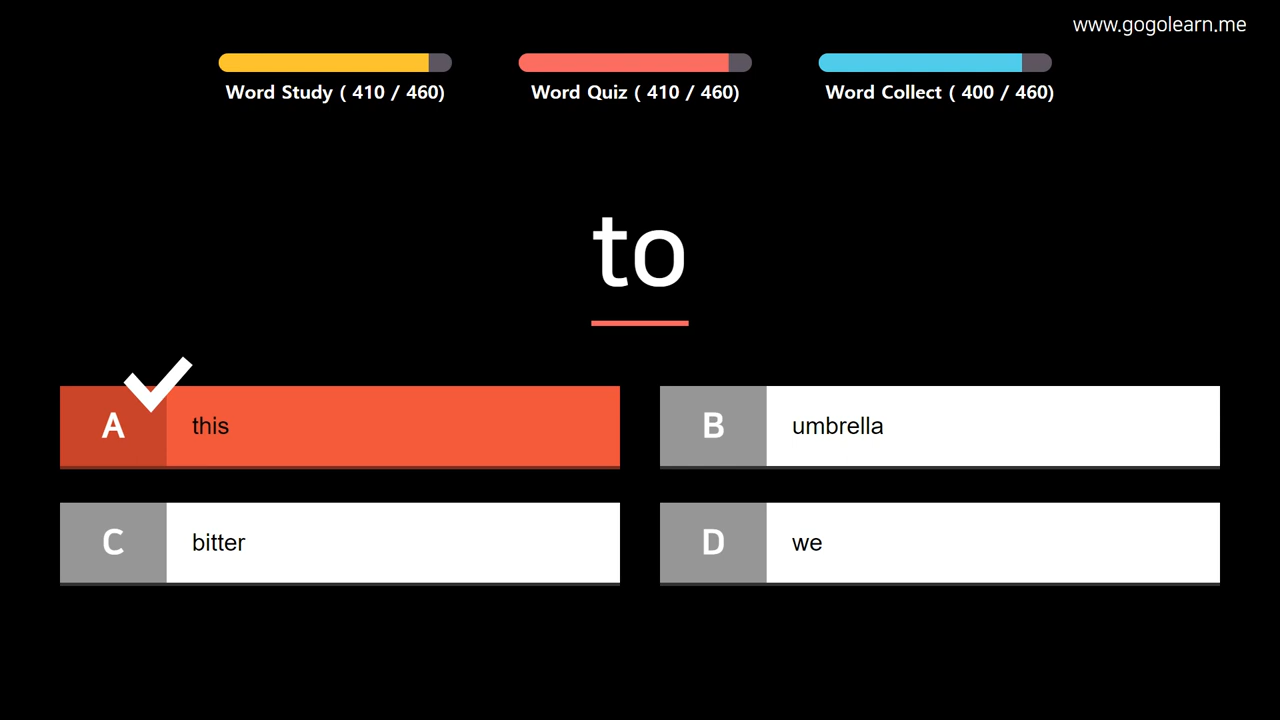 www.gogolearn.me
Word Study ( 410 / 460)
Word Quiz ( 410 / 460)
Word Collect ( 400 / 460)
to
A this
B umbrella
C bitter
D we